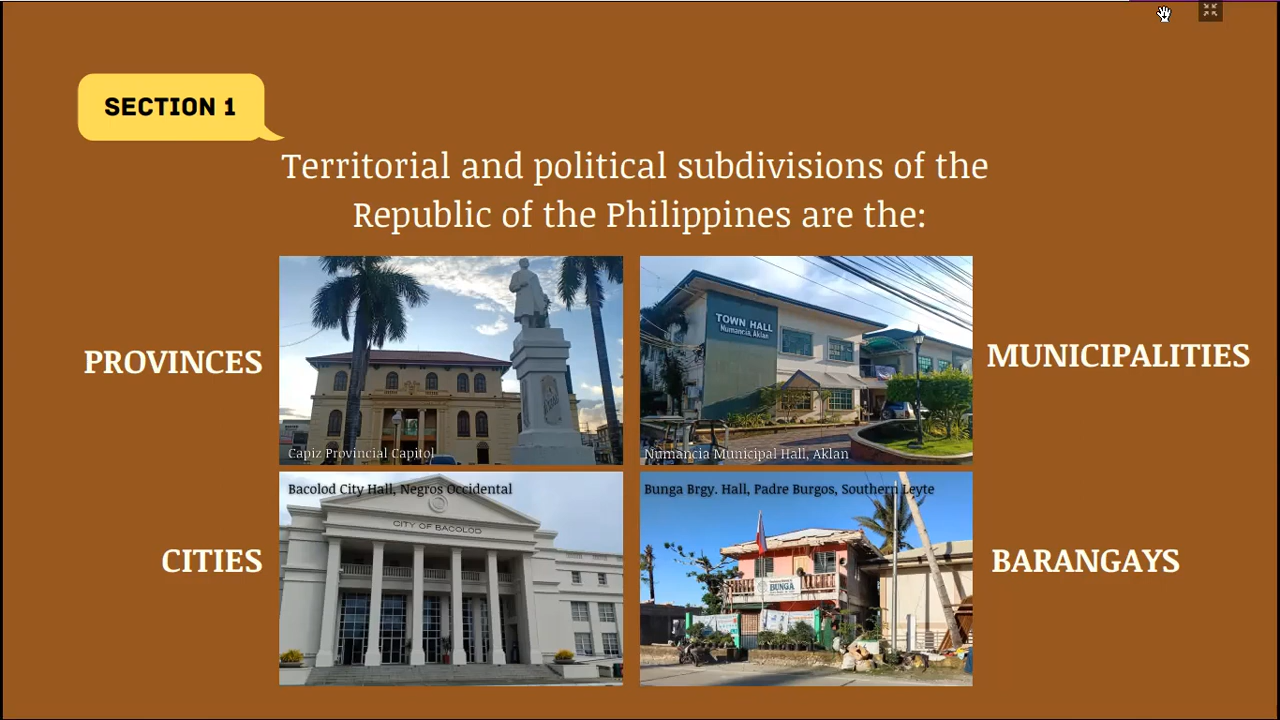 SECTION 1
Territorial and political subdivisions of the
Republic of the Philippines are the:
PROVINCES
TOWN HALL
Numancia, Aklan
MUNICIPALITIES
Capiz Provincial Capitol
Numancia Municipal Hall, Aklan
Bacolod City Hall, Negros Occidental
Bunga Brgy. Hall, Padre Burgos, Southern Leyte
CITY OF BACOLOD
CITIES
BUNGA
BARANGAYS